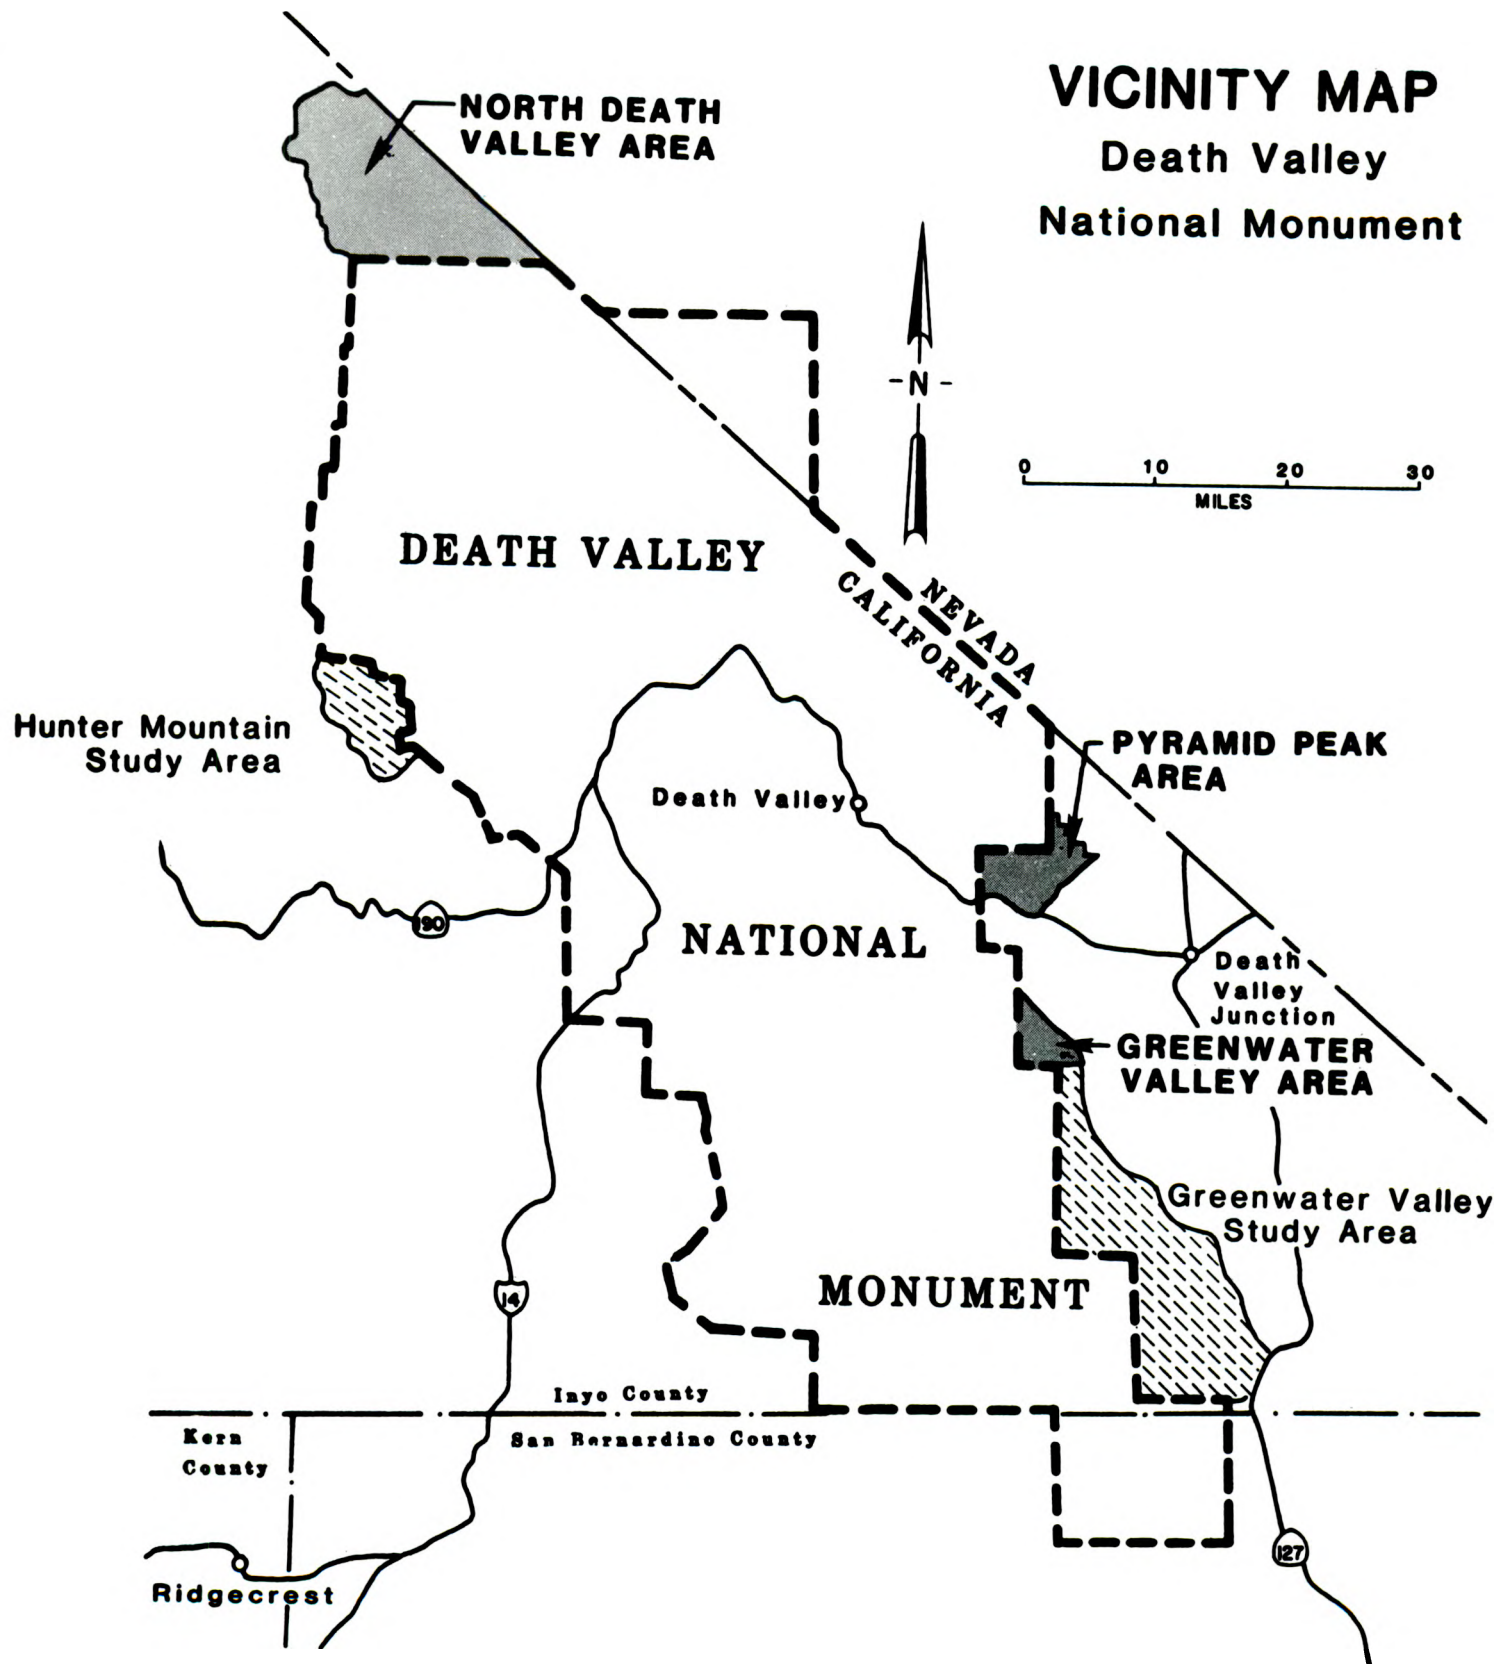 VICINITY MAP
Death Valley
National Monument
NORTH DEATH
VALLEY AREA
-N-
0 10 20 30
MILES
DEATH VALLEY
NEVADA
CALIFORNIA
Hunter Mountain
Study Area
PYRAMID PEAK
AREA
Death Valley
190
NATIONAL
Death
Valley
Junction
GREENWATER
VALLEY AREA
Greenwater Valley
Study Area
MONUMENT
14
Inyo County
Kern
County
San Bernardino County
127
Ridgecrest